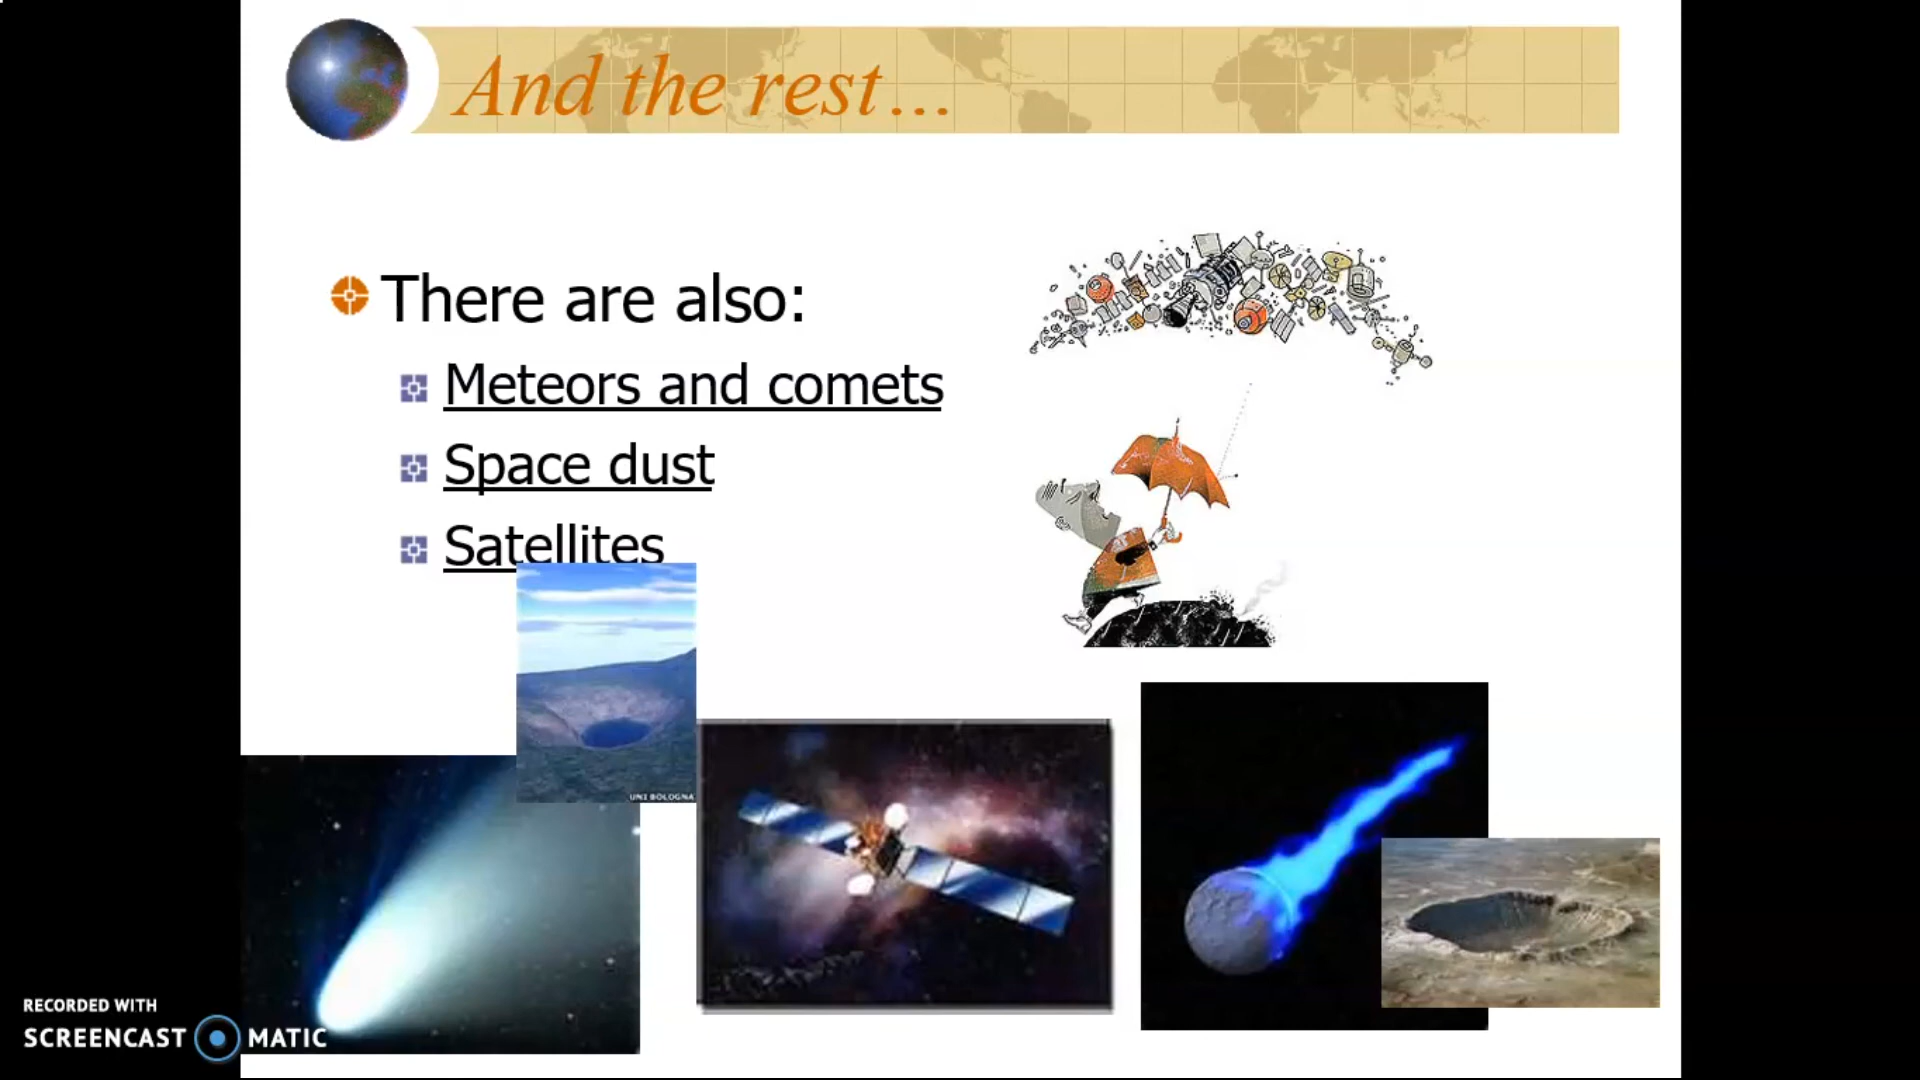 And the rest...
There are also:
Meteors and comets
Space dust
Satellites
UNI BOLOGNA
RECORDED WITH
SCREENCAST MATIC